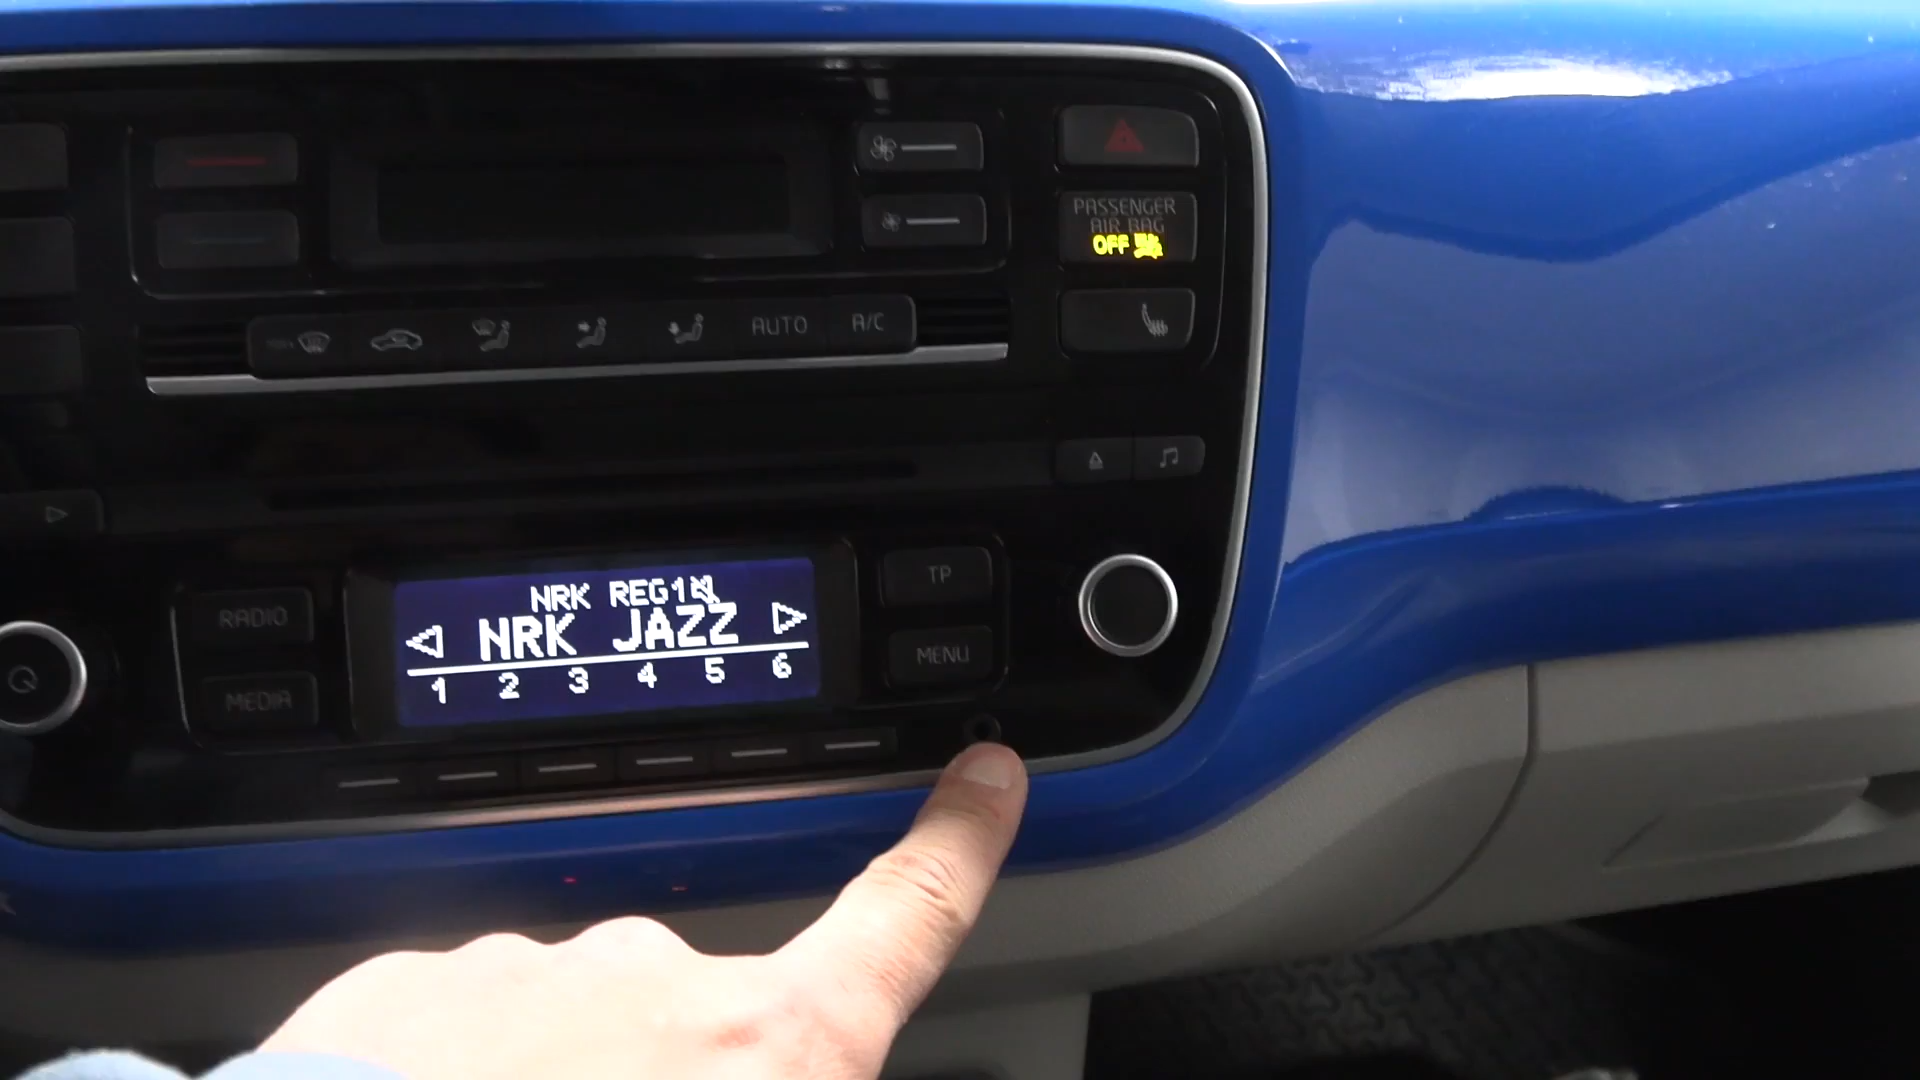 PASSENGER
AIR BAG
OFF
AUTO
A/C
RADIO
MEDIA
NRK REG1
NRK JAZZ
1 2 3 4 5 6
TP
MENU